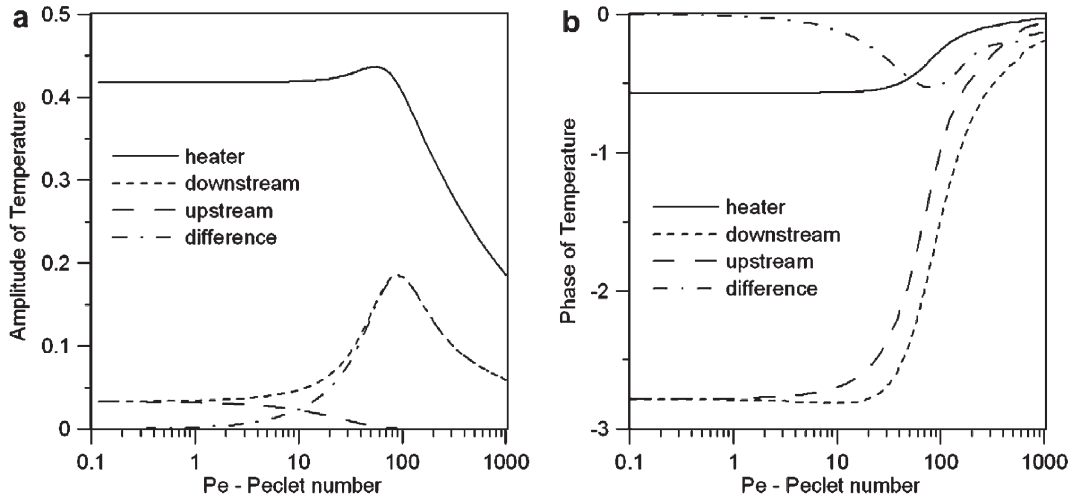 a
0.5
0.4
0.3
0.2
0.1
0
Amplitude of Temperature
heater
downstream
upstream
difference
0.1
1
10
100
1000
Pe - Peclet number
b
0
-1
-2
-3
Phase of Temperature
heater
downstream
upstream
difference
0.1
1
10
100
1000
Pe - Peclet number